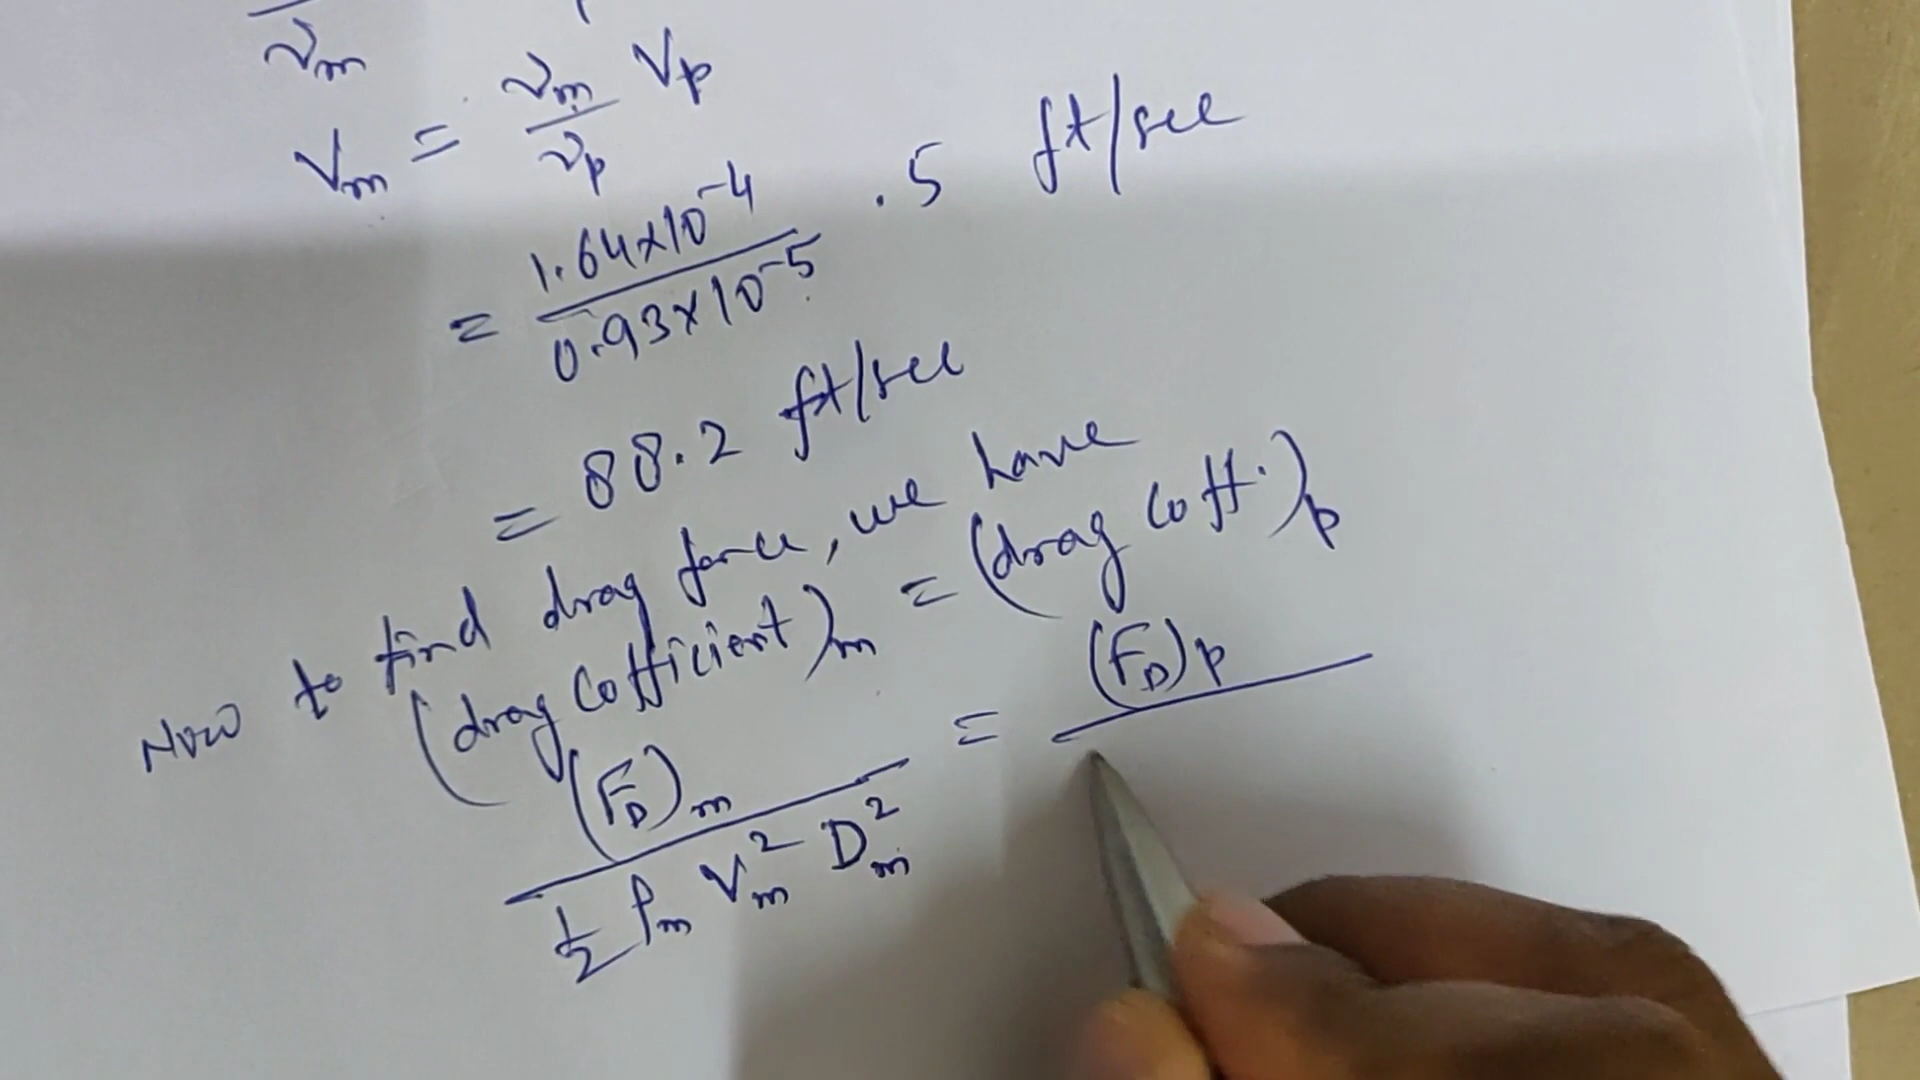 νm
Vm = νm/νp Vp
= 1.64×10⁻⁴/0.93×10⁻⁵ .5 ft/sec
= 88.2 ft/sec
Now to find drag force, we have
(drag cofficient)m = (drag coff.)p
(FD)m / ½ ρm Vm² Dm² = (FD)p